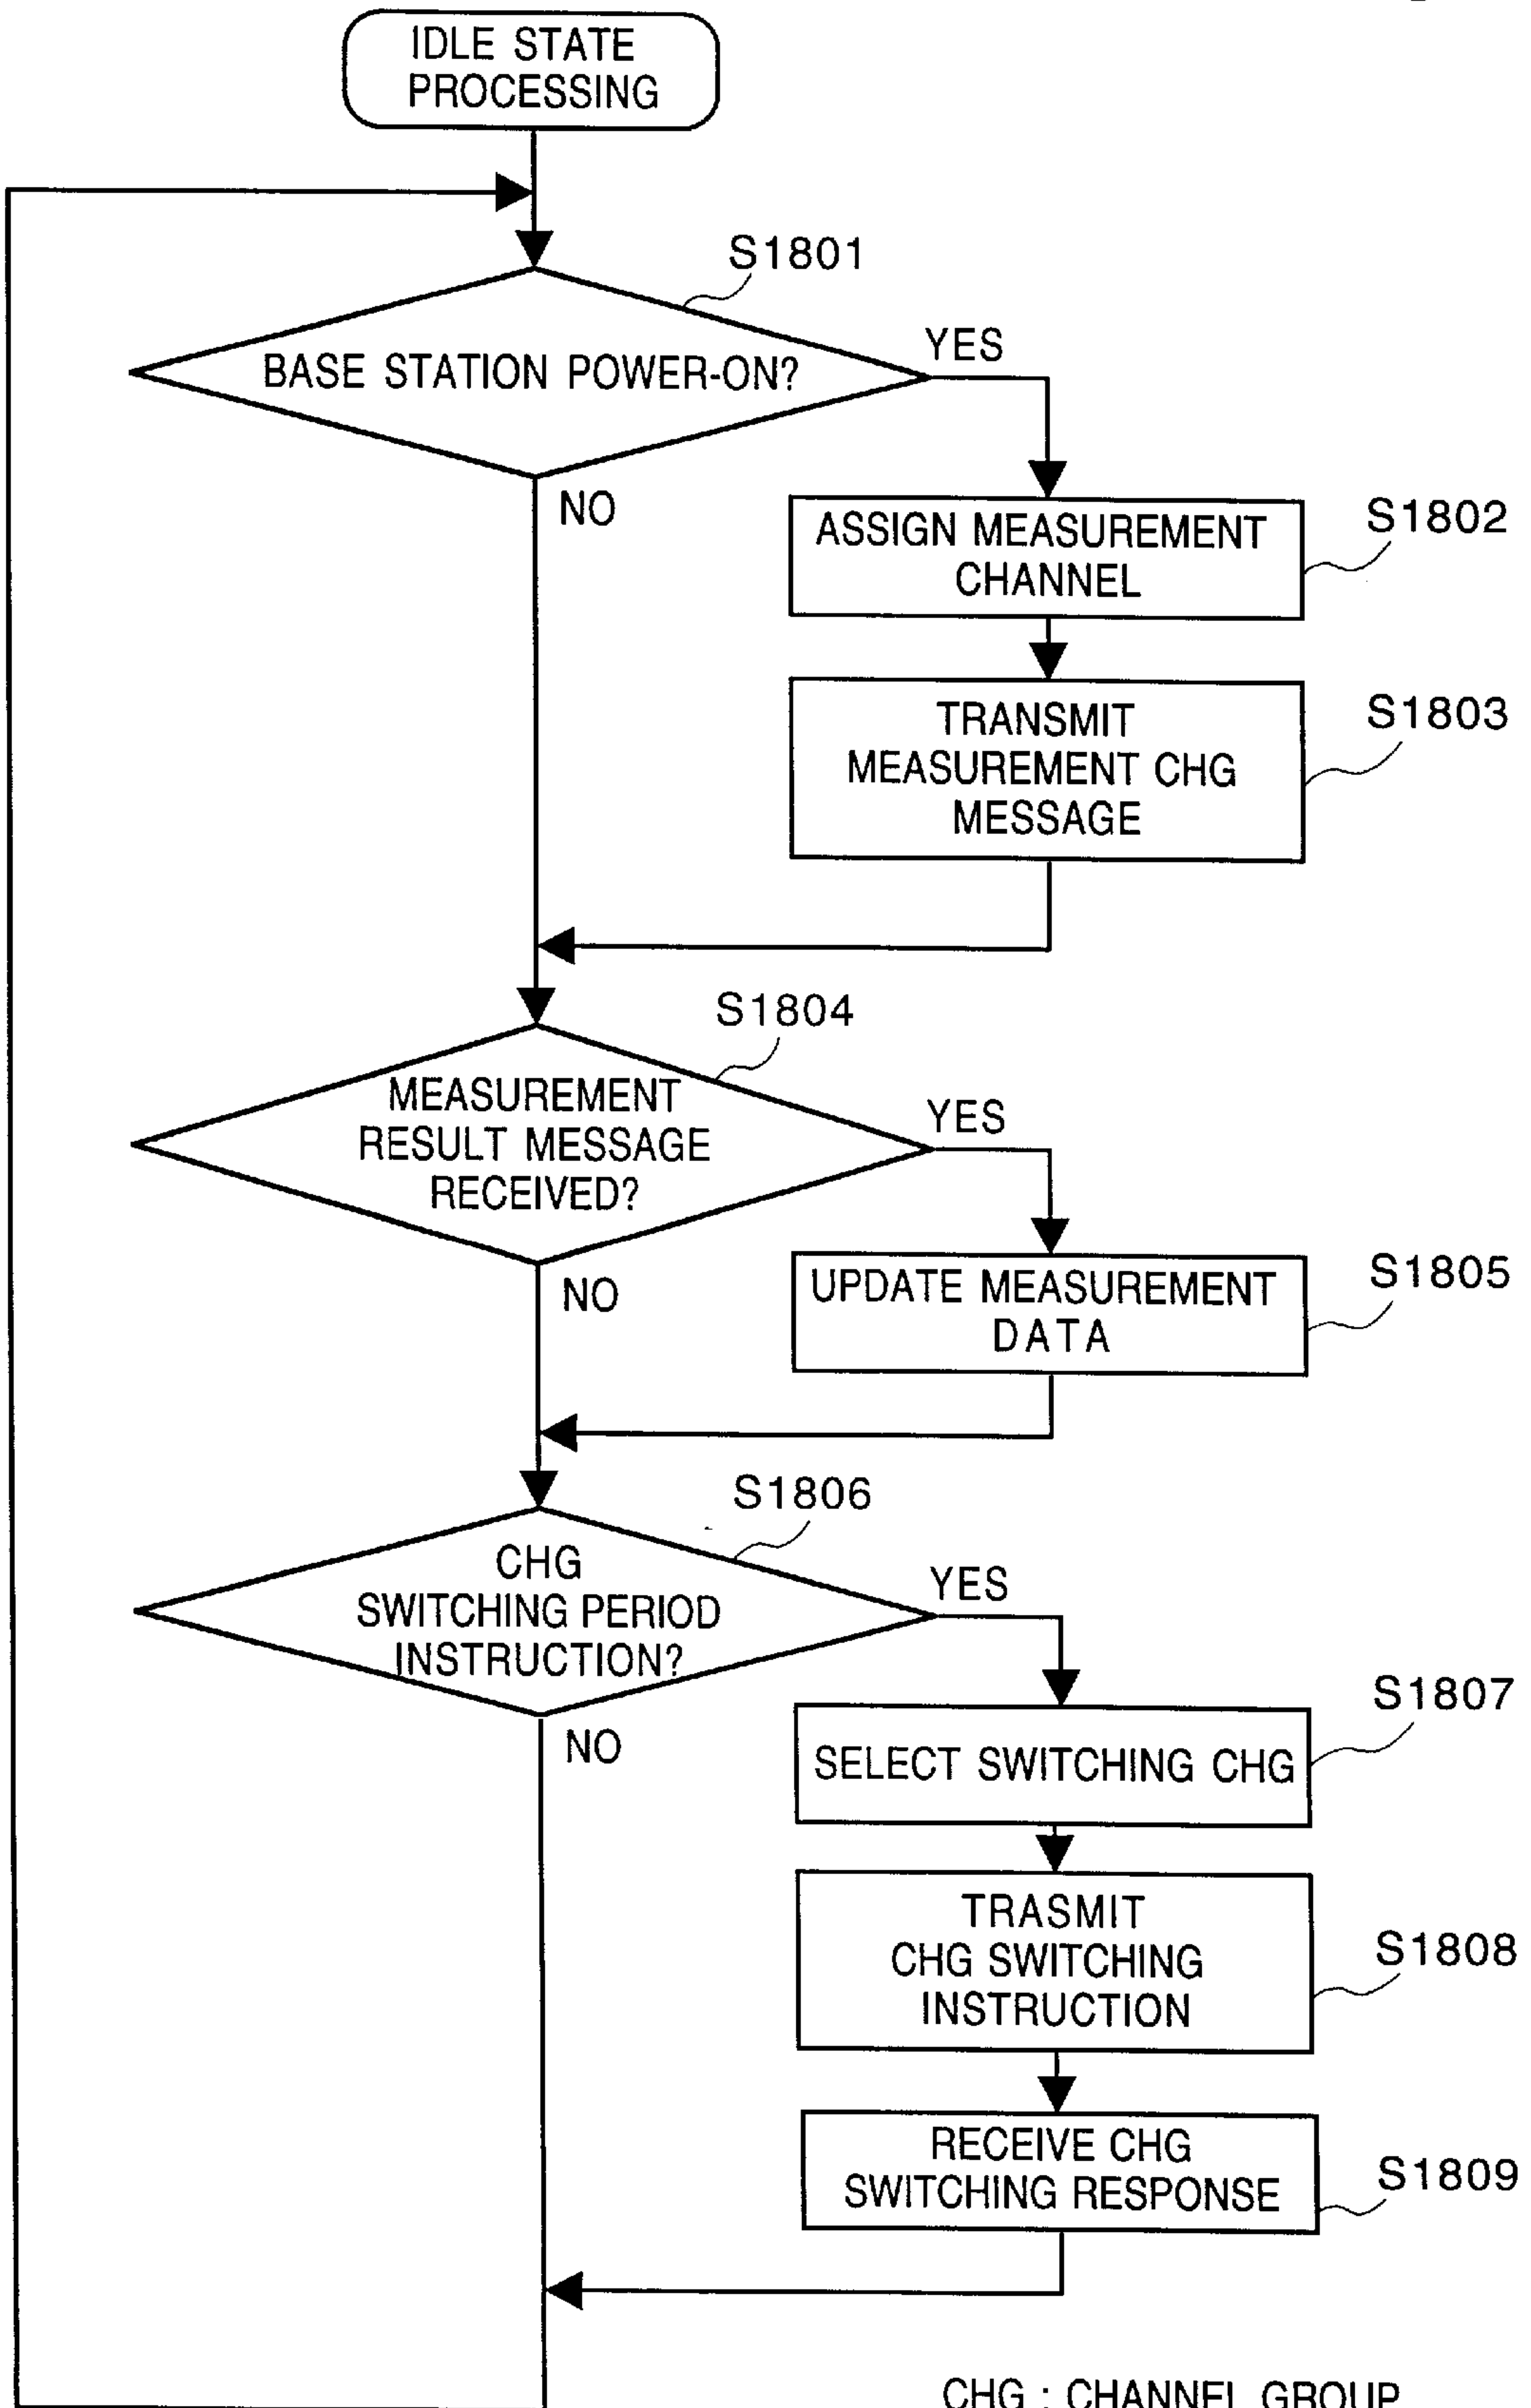 IDLE STATE
PROCESSING
S1801
BASE STATION POWER-ON?
YES
NO
ASSIGN MEASUREMENT
CHANNEL
S1802
TRANSMIT
MEASUREMENT CHG
MESSAGE
S1803
S1804
MEASUREMENT
RESULT MESSAGE
RECEIVED?
YES
NO
UPDATE MEASUREMENT
DATA
S1805
S1806
CHG
SWITCHING PERIOD
INSTRUCTION?
YES
NO
SELECT SWITCHING CHG
S1807
TRASMIT
CHG SWITCHING
INSTRUCTION
S1808
RECEIVE CHG
SWITCHING RESPONSE
S1809
CHG : CHANNEL GROUP